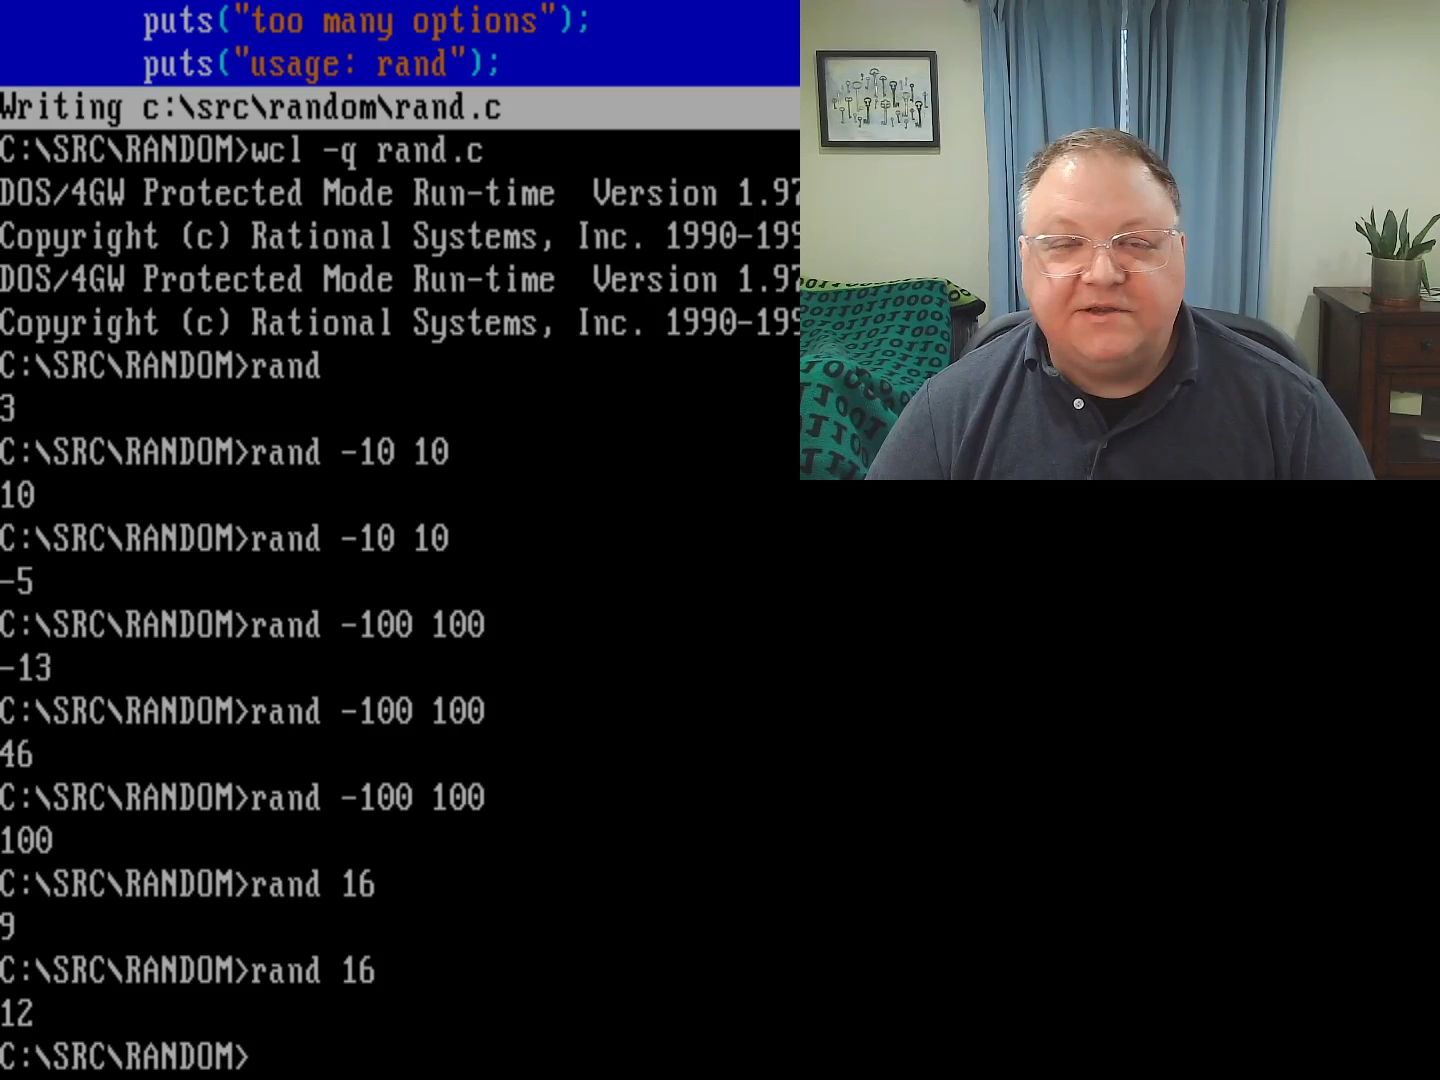 puts("too many options");
puts("usage: rand");
Writing c:\src\random\rand.c
C:\SRC\RANDOM>wcl -q rand.c
DOS/4GW Protected Mode Run-time  Version 1.97
Copyright (c) Rational Systems, Inc. 1990-199
DOS/4GW Protected Mode Run-time  Version 1.97
Copyright (c) Rational Systems, Inc. 1990-199
C:\SRC\RANDOM>rand
3
C:\SRC\RANDOM>rand -10 10
10
C:\SRC\RANDOM>rand -10 10
-5
C:\SRC\RANDOM>rand -100 100
-13
C:\SRC\RANDOM>rand -100 100
46
C:\SRC\RANDOM>rand -100 100
100
C:\SRC\RANDOM>rand 16
9
C:\SRC\RANDOM>rand 16
12
C:\SRC\RANDOM>